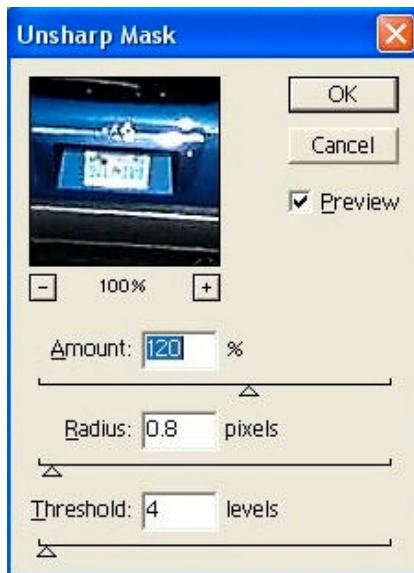 Unsharp Mask
OK
Cancel
Preview
- 100% +
Amount: 120 %
Radius: 0.8 pixels
Threshold: 4 levels